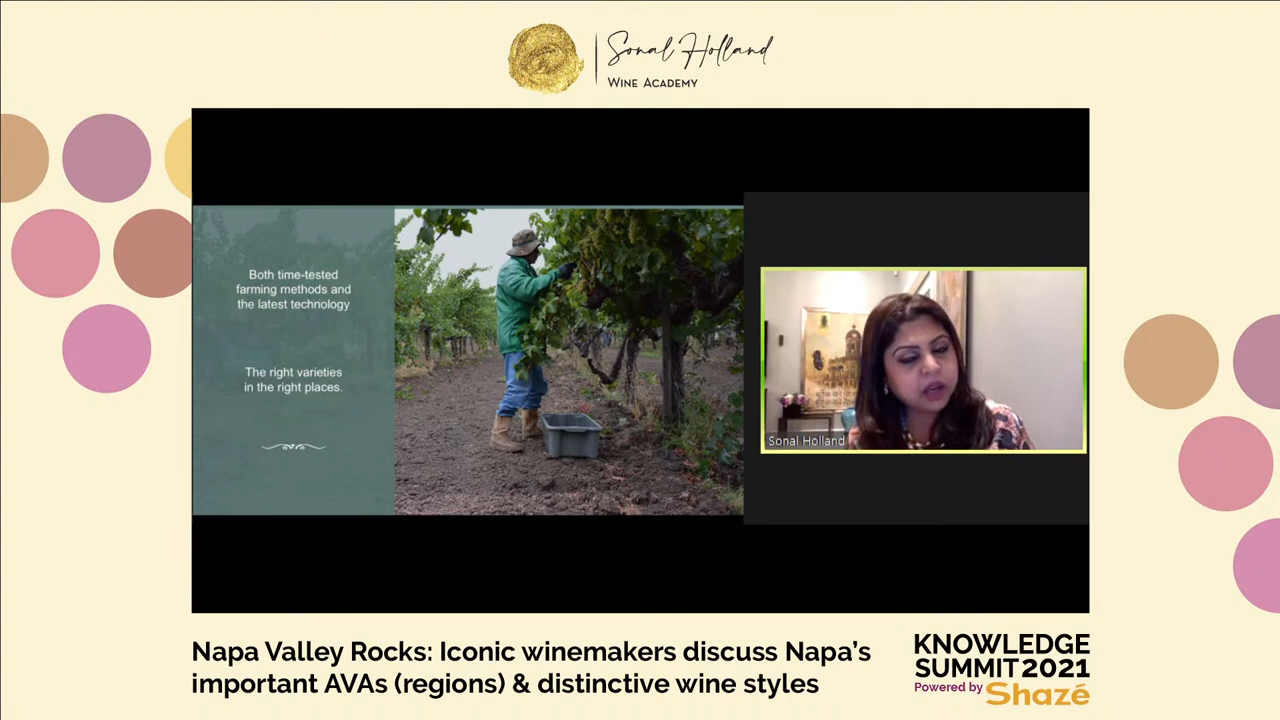 Sonal Holland
WINE ACADEMY
Both time-tested
farming methods and
the latest technology
The right varieties
in the right places.
Sonal Holland
Napa Valley Rocks: Iconic winemakers discuss Napa's
important AVAs (regions) & distinctive wine styles
KNOWLEDGE
SUMMIT 2021
Powered by Shazé